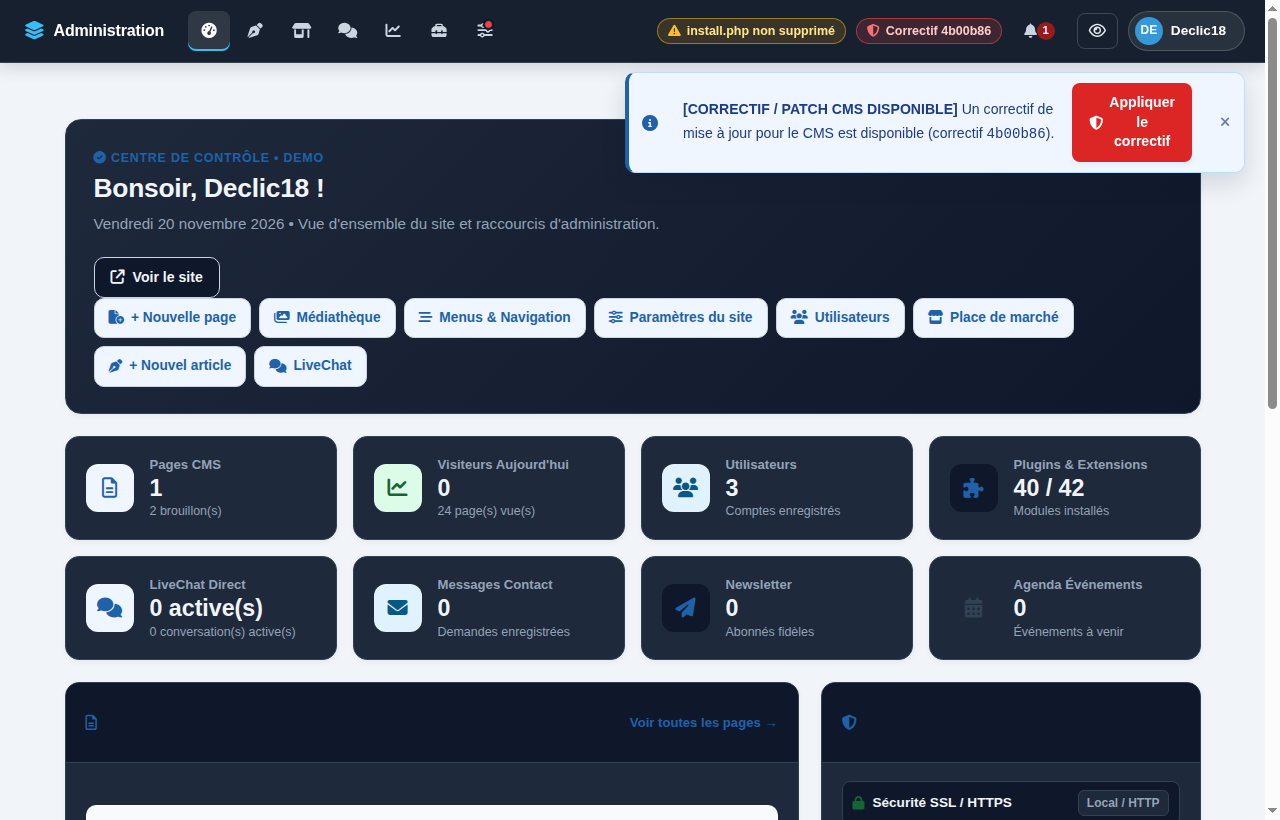 Administration
install.php non supprimé
Correctif 4b00b86
1
DE
Declic18
[CORRECTIF / PATCH CMS DISPONIBLE] Un correctif de
mise à jour pour le CMS est disponible (correctif 4b00b86).
Appliquer
le
correctif
×
CENTRE DE CONTRÔLE • DEMO
Bonsoir, Declic18 !
Vendredi 20 novembre 2026 • Vue d'ensemble du site et raccourcis d'administration.
Voir le site
+ Nouvelle page
Médiathèque
Menus & Navigation
Paramètres du site
Utilisateurs
Place de marché
+ Nouvel article
LiveChat
Pages CMS
1
2 brouillon(s)
Visiteurs Aujourd'hui
0
24 page(s) vue(s)
Utilisateurs
3
Comptes enregistrés
Plugins & Extensions
40 / 42
Modules installés
LiveChat Direct
0 active(s)
0 conversation(s) active(s)
Messages Contact
0
Demandes enregistrées
Newsletter
0
Abonnés fidèles
Agenda Événements
0
Événements à venir
Voir toutes les pages →
Sécurité SSL / HTTPS
Local / HTTP